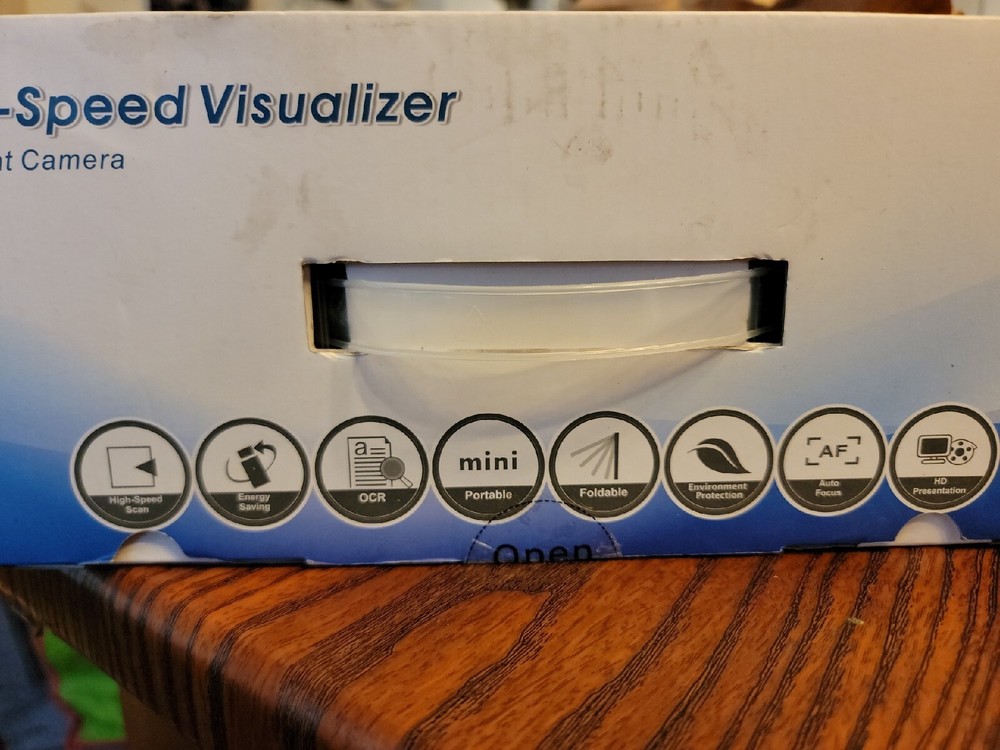 -Speed Visualizer
nt Camera
High-Speed
Scan
Energy
Saving
a
OCR
mini
Portable
Foldable
Environment
Protection
AF
Auto
Focus
HD
Presentation
Open